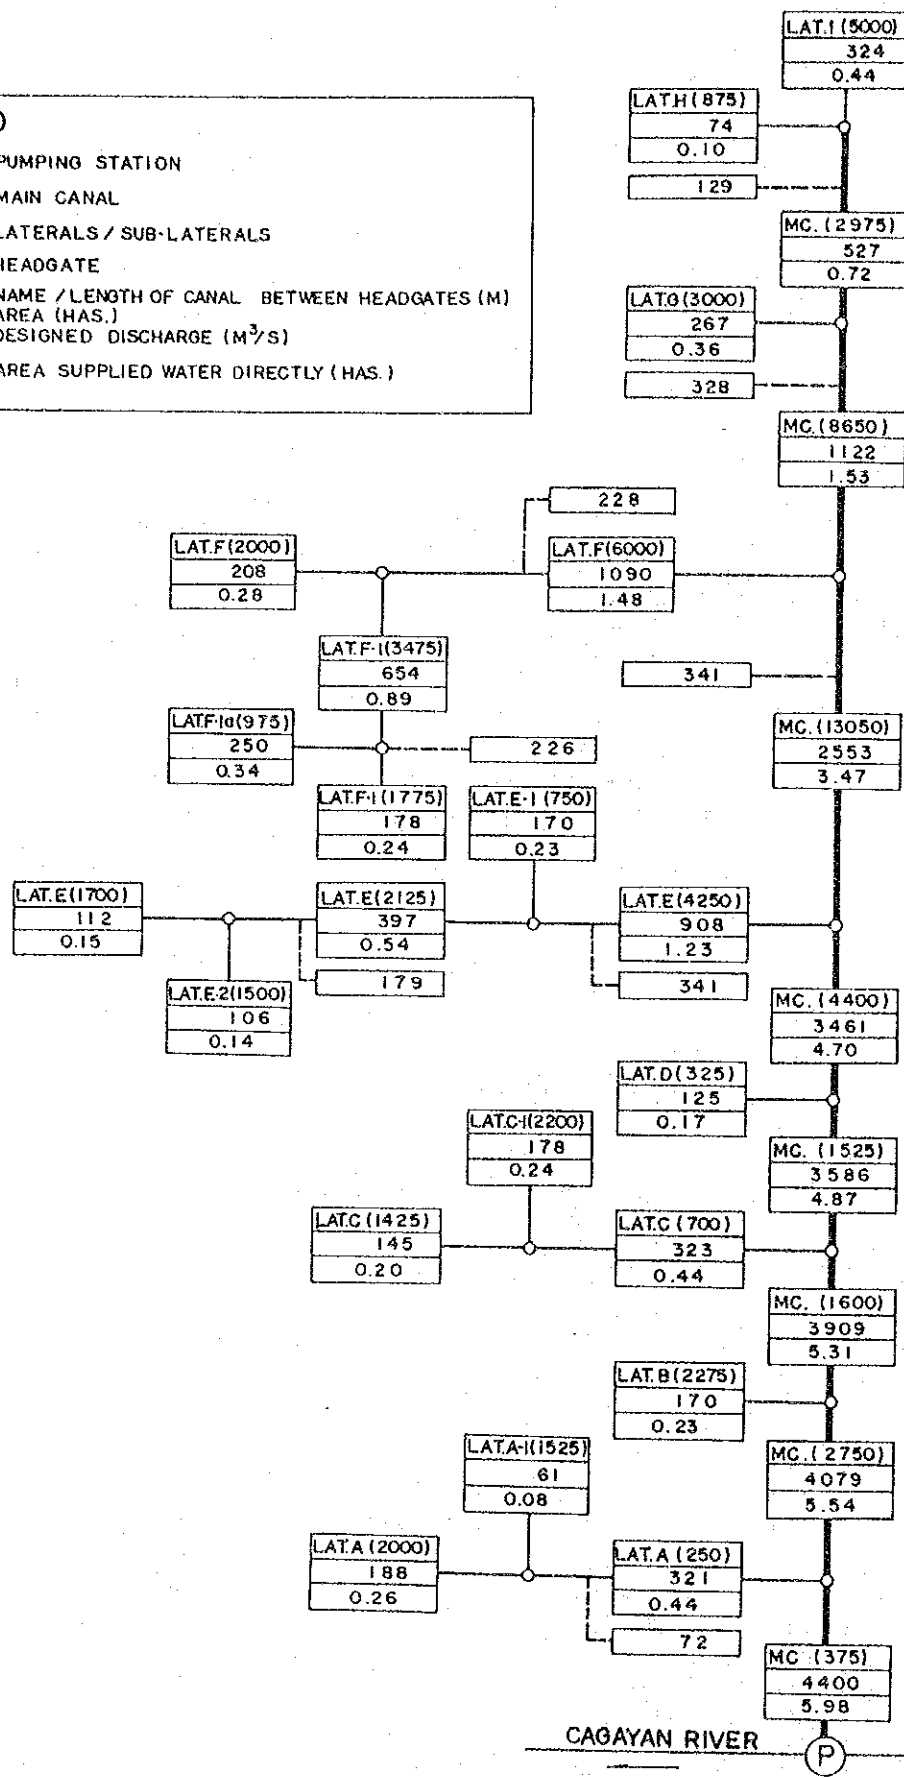 LAT.I (5000)
324
0.44
LAT.H (875)
74
0.10
129
PUMPING STATION
MAIN CANAL
LATERALS / SUB-LATERALS
HEADGATE
NAME / LENGTH OF CANAL BETWEEN HEADGATES (M)
AREA (HAS.)
DESIGNED DISCHARGE (M³/S)
AREA SUPPLIED WATER DIRECTLY (HAS.)
MC. (2975)
527
0.72
LAT.G (3000)
267
0.36
328
MC. (8650)
1122
1.53
228
LAT.F (2000)
208
0.28
LAT.F (6000)
1090
1.48
LAT.F-1 (3475)
654
0.89
341
LAT.F-1a (975)
250
0.34
226
MC. (13050)
2553
3.47
LAT.F-1 (1775)
178
0.24
LAT.E-1 (750)
170
0.23
LAT.E (1700)
112
0.15
LAT.E (2125)
397
0.54
LAT.E (4250)
908
1.23
179
341
LAT.E-2 (1500)
106
0.14
MC. (4400)
3461
4.70
LAT.D (325)
125
0.17
LAT.C-1 (2200)
178
0.24
MC. (1525)
3586
4.87
LAT.C (1425)
145
0.20
LAT.C (700)
323
0.44
MC. (1600)
3909
5.31
LAT.B (2275)
170
0.23
LAT.A-1 (1525)
61
0.08
MC. (2750)
4079
5.54
LAT.A (2000)
188
0.26
LAT.A (250)
321
0.44
72
MC (375)
4400
5.98
CAGAYAN RIVER
P